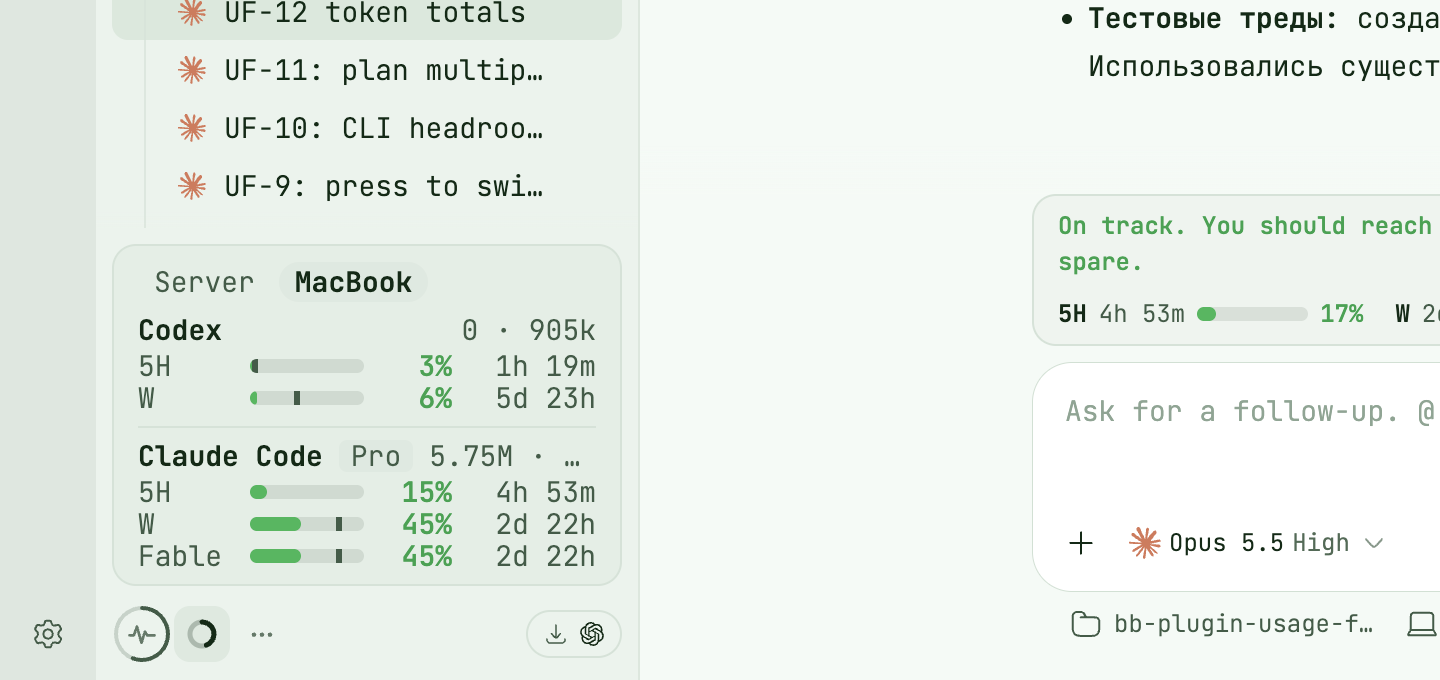 UF-12 token totals
UF-11: plan multip…
UF-10: CLI headroo…
UF-9: press to swi…
Server MacBook
Codex 0 · 905k
5H 3% 1h 19m
W 6% 5d 23h
Claude Code Pro 5.75M · …
5H 15% 4h 53m
W 45% 2d 22h
Fable 45% 2d 22h
Тестовые треды: созда
Использовались сущест
On track. You should reach
spare.
5H 4h 53m 17% W 2d
Ask for a follow-up. @
Opus 5.5 High
bb-plugin-usage-f…